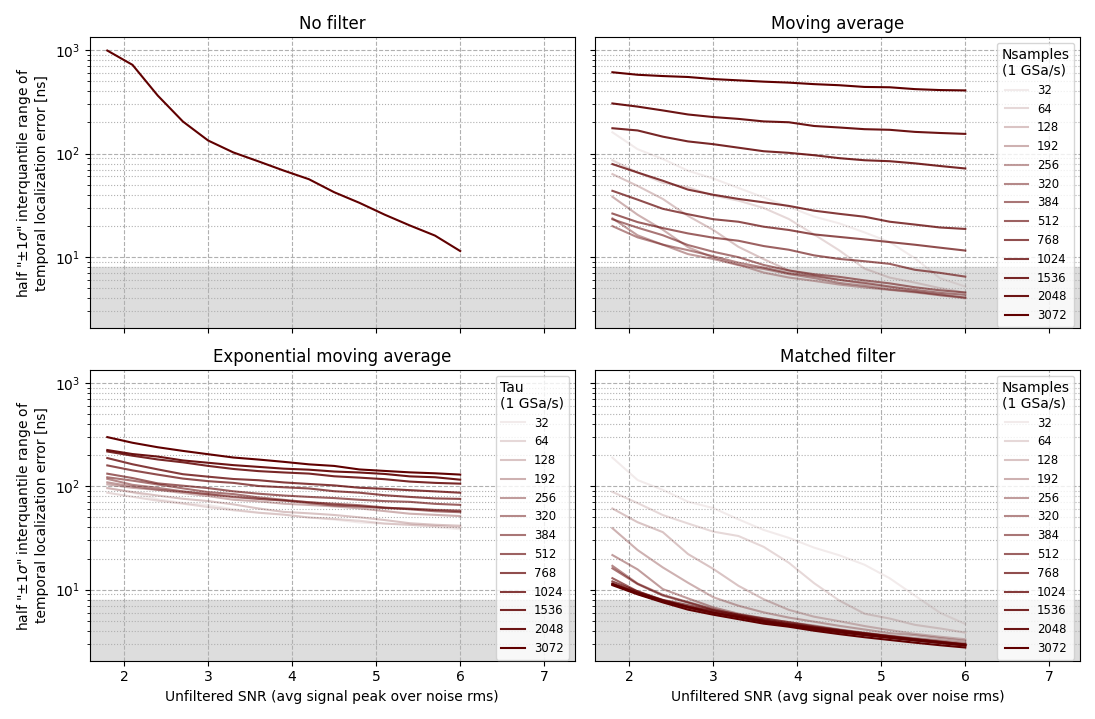 No filter
half "±1σ" interquantile range of
temporal localization error [ns]
10³
10²
10¹
Moving average
Nsamples
(1 GSa/s)
32
64
128
192
256
320
384
512
768
1024
1536
2048
3072
Exponential moving average
half "±1σ" interquantile range of
temporal localization error [ns]
10³
10²
10¹
2 3 4 5 6 7
Unfiltered SNR (avg signal peak over noise rms)
Tau
(1 GSa/s)
32
64
128
192
256
320
384
512
768
1024
1536
2048
3072
Matched filter
2 3 4 5 6 7
Unfiltered SNR (avg signal peak over noise rms)
Nsamples
(1 GSa/s)
32
64
128
192
256
320
384
512
768
1024
1536
2048
3072